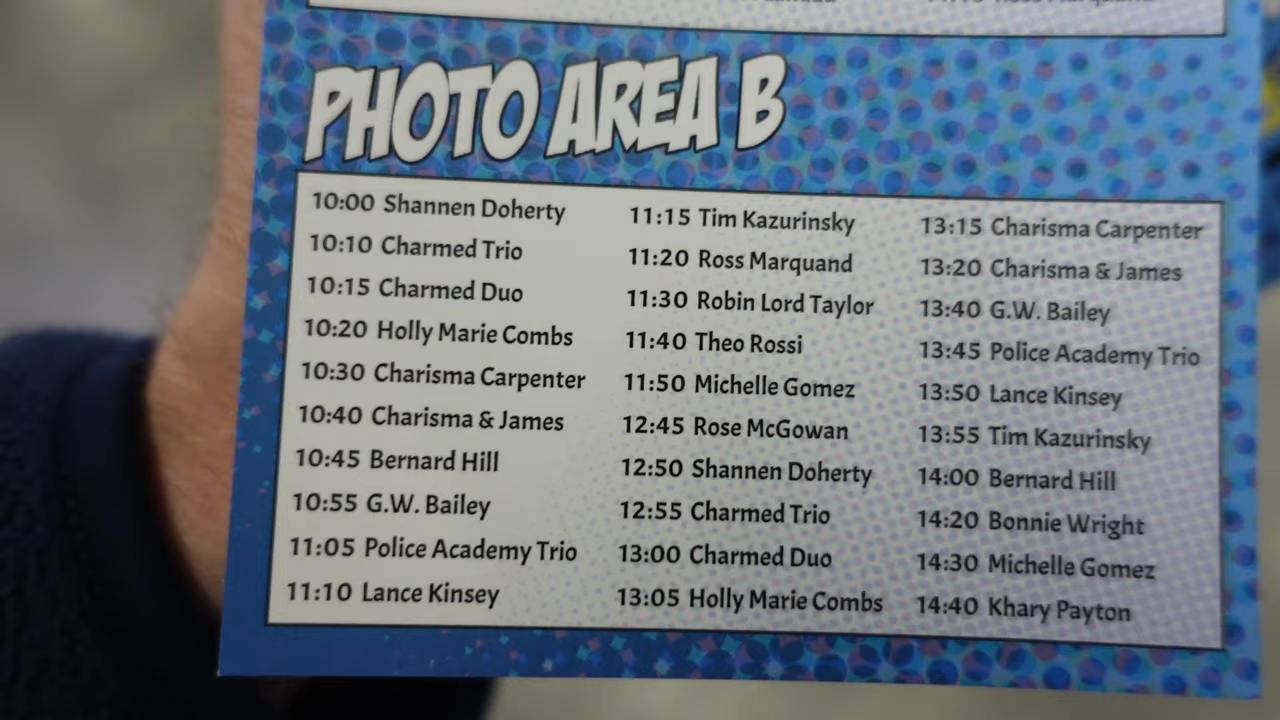 PHOTO AREA B
10:00 Shannen Doherty
10:10 Charmed Trio
10:15 Charmed Duo
10:20 Holly Marie Combs
10:30 Charisma Carpenter
10:40 Charisma & James
10:45 Bernard Hill
10:55 G.W. Bailey
11:05 Police Academy Trio
11:10 Lance Kinsey
11:15 Tim Kazurinsky
11:20 Ross Marquand
11:30 Robin Lord Taylor
11:40 Theo Rossi
11:50 Michelle Gomez
12:45 Rose McGowan
12:50 Shannen Doherty
12:55 Charmed Trio
13:00 Charmed Duo
13:05 Holly Marie Combs
13:15 Charisma Carpenter
13:20 Charisma & James
13:40 G.W. Bailey
13:45 Police Academy Trio
13:50 Lance Kinsey
13:55 Tim Kazurinsky
14:00 Bernard Hill
14:20 Bonnie Wright
14:30 Michelle Gomez
14:40 Khary Payton